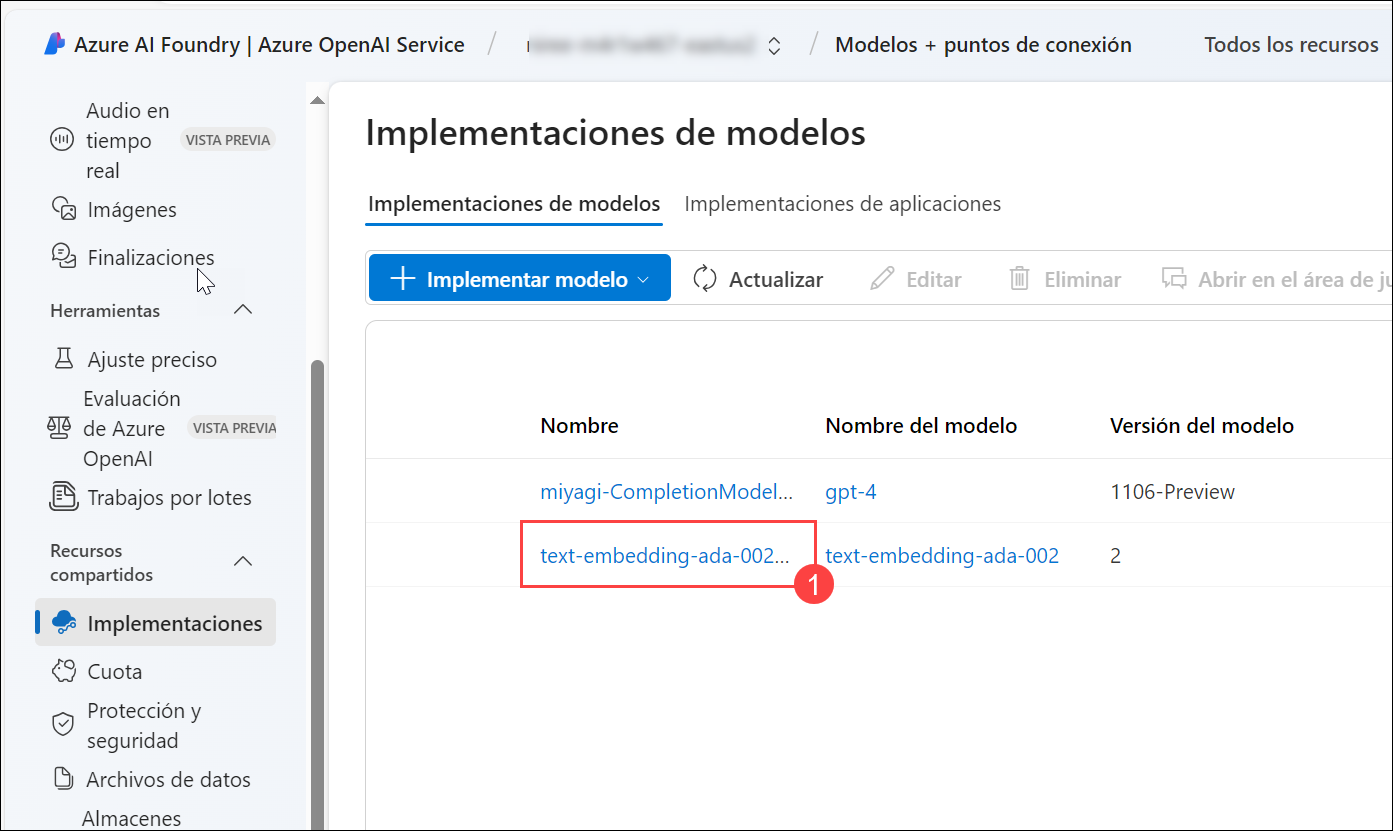 Azure AI Foundry | Azure OpenAI Service / / Modelos + puntos de conexión Todos los recursos
Audio en
tiempo
real
VISTA PREVIA
Imágenes
Finalizaciones
Herramientas
Ajuste preciso
Evaluación
de Azure
OpenAI
VISTA PREVIA
Trabajos por lotes
Recursos
compartidos
Implementaciones
Cuota
Protección y
seguridad
Archivos de datos
Almacenes
Implementaciones de modelos
Implementaciones de modelos Implementaciones de aplicaciones
Implementar modelo Actualizar Editar Eliminar Abrir en el área de ju
Nombre Nombre del modelo Versión del modelo
miyagi-CompletionModel... gpt-4 1106-Preview
text-embedding-ada-002... text-embedding-ada-002 2
1